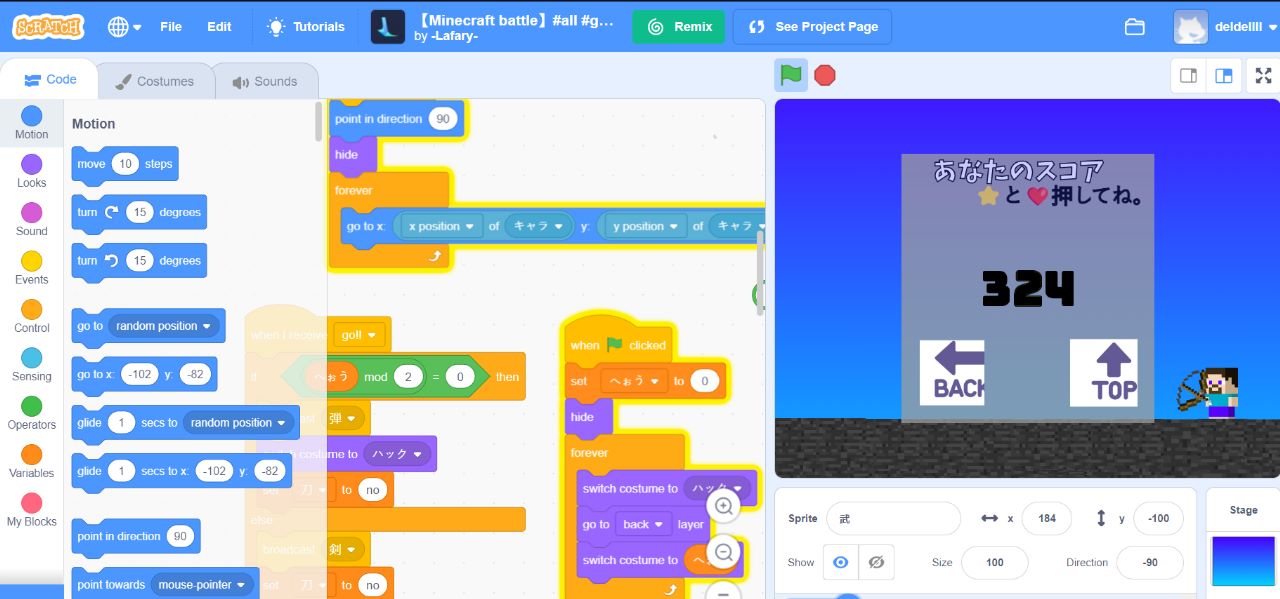 SCRATCH
File
Edit
Tutorials
【Minecraft battle】#all #g...
by -Lafary-
Remix
See Project Page
deldellll
Code
Costumes
Sounds
Motion
Looks
Sound
Events
Control
Sensing
Operators
Variables
My Blocks
Motion
move 10 steps
turn 15 degrees
turn 15 degrees
go to random position
go to x: -102 y: -82
glide 1 secs to random position
glide 1 secs to x: -102 y: -82
point in direction 90
point towards mouse-pointer
point in direction 90
hide
forever
go to x: x position of キャラ y: y position of キャラ
when I receive go!!
if へぉう mod 2 = 0 then
弾
costume to ハック
set 刀 to no
else
broadcast 剣
set 刀 to no
when clicked
set へぉう to 0
hide
forever
switch costume to ハック
go to back layer
switch costume to
あなたのスコア
⭐と❤押してね。
324
BACK
TOP
Sprite 武 x 184 y -100
Show Size 100 Direction -90
Stage